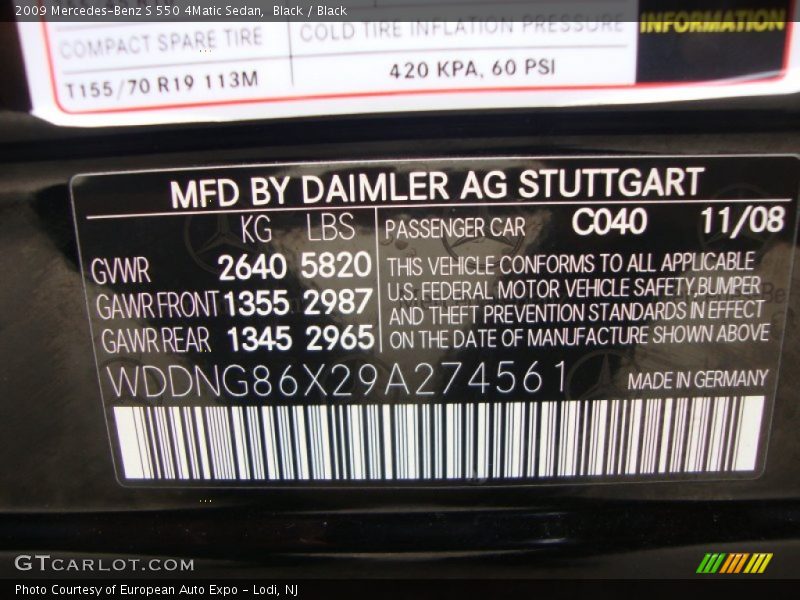 2009 Mercedes-Benz S 550 4Matic Sedan, Black / Black
COMPACT SPARE TIRE COLD TIRE INFLATION PRESSURE INFORMATION
T155/70 R19 113M 420 KPA, 60 PSI
MFD BY DAIMLER AG STUTTGART
KG LBS PASSENGER CAR C040 11/08
GVWR 2640 5820 THIS VEHICLE CONFORMS TO ALL APPLICABLE
U.S. FEDERAL MOTOR VEHICLE SAFETY,BUMPER
GAWR FRONT 1355 2987 AND THEFT PREVENTION STANDARDS IN EFFECT
GAWR REAR 1345 2965 ON THE DATE OF MANUFACTURE SHOWN ABOVE
WDDNG86X29A274561 MADE IN GERMANY
GTCARLOT.COM
Photo Courtesy of European Auto Expo - Lodi, NJ